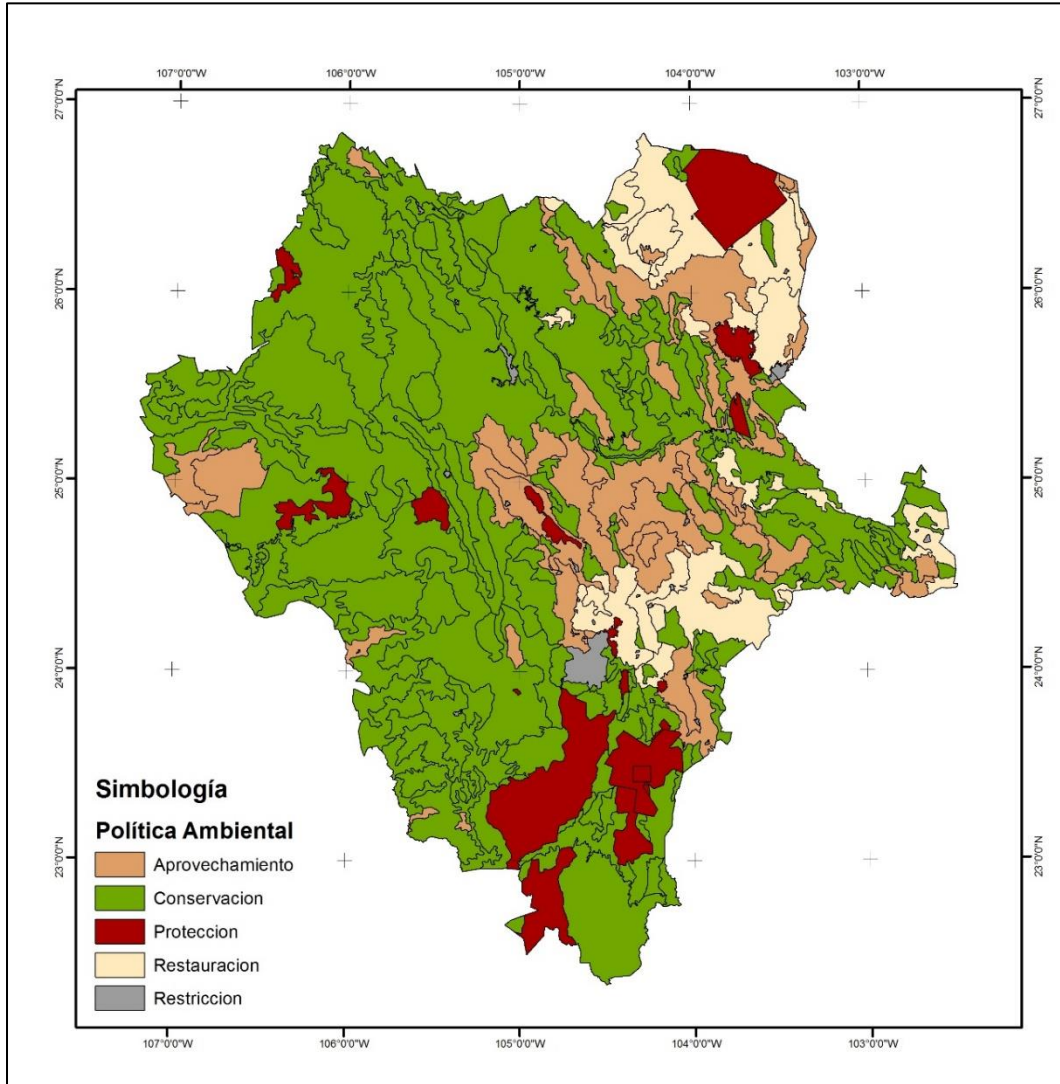 107°0'0"W 106°0'0"W 105°0'0"W 104°0'0"W 103°0'0"W
27°0'0"N 27°0'0"N
26°0'0"N 26°0'0"N
25°0'0"N 25°0'0"N
24°0'0"N 24°0'0"N
23°0'0"N 23°0'0"N
Simbología
Política Ambiental
Aprovechamiento
Conservacion
Proteccion
Restauracion
Restriccion
107°0'0"W 106°0'0"W 105°0'0"W 104°0'0"W 103°0'0"W